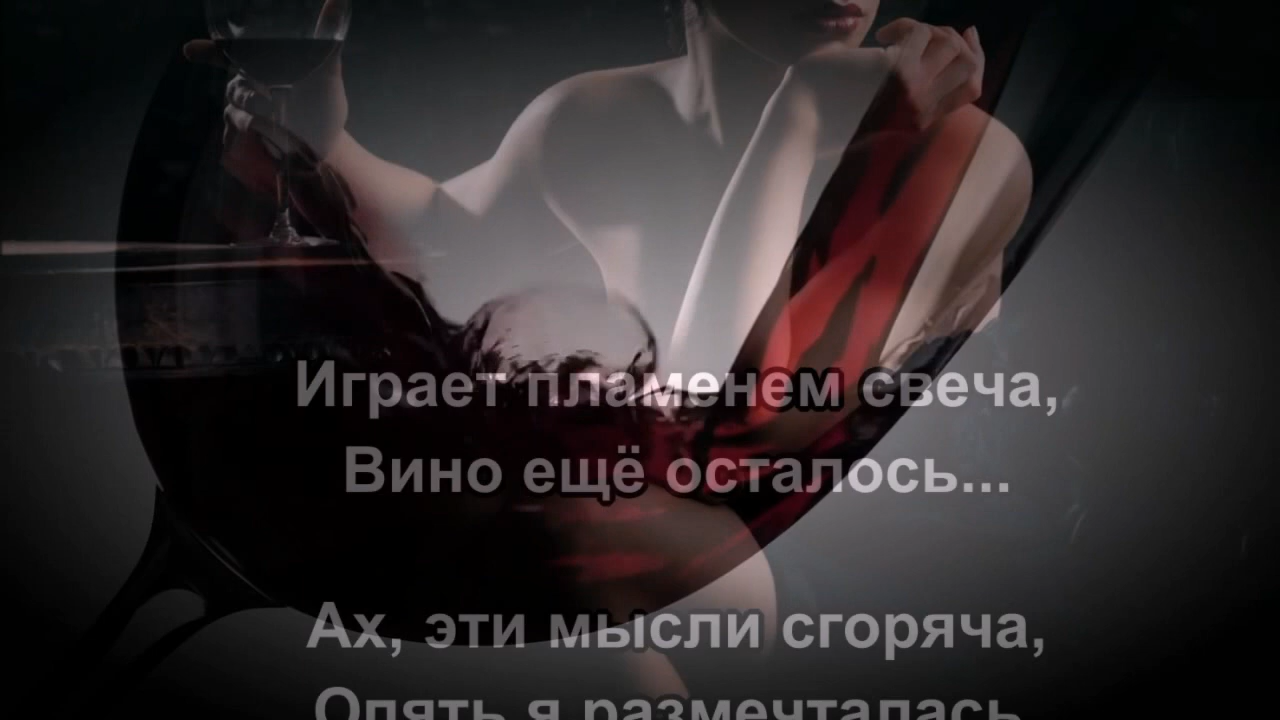 Играет пламенем свеча,
Вино ещё осталось...
Ах, эти мысли сгоряча,
Опять я размечталась